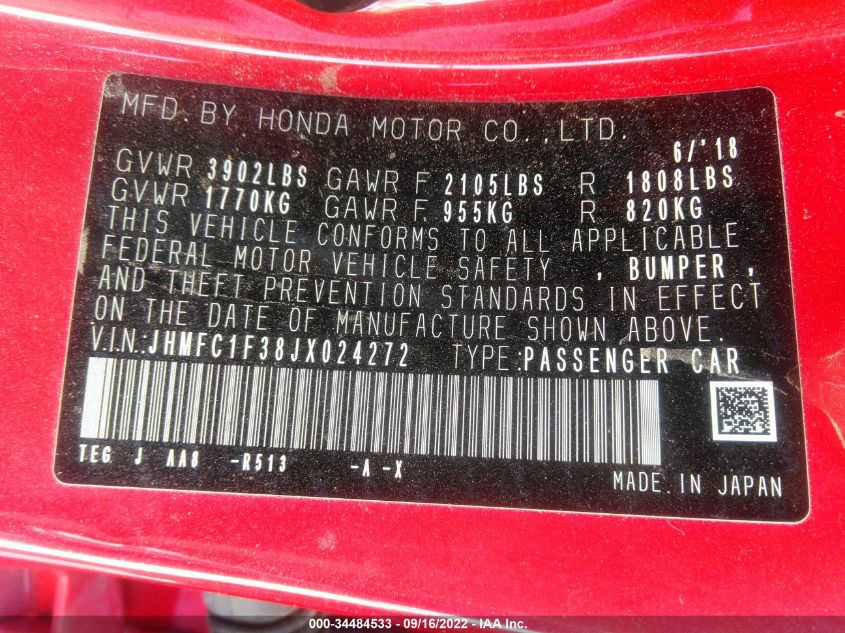 MFD. BY HONDA MOTOR CO., LTD.
6/'18
GVWR 3902LBS GAWR F 2105LBS R 1808LBS
GVWR 1770KG GAWR F 955KG R 820KG
THIS VEHICLE CONFORMS TO ALL APPLICABLE
FEDERAL MOTOR VEHICLE SAFETY , BUMPER ,
AND THEFT PREVENTION STANDARDS IN EFFECT
ON THE DATE OF MANUFACTURE SHOWN ABOVE.
V.I.N.:JHMFC1F38JX024272 TYPE:PASSENGER CAR
TEG J AA8 -R513 -A -X
MADE IN JAPAN
000-34484533 - 09/16/2022 - IAA Inc.